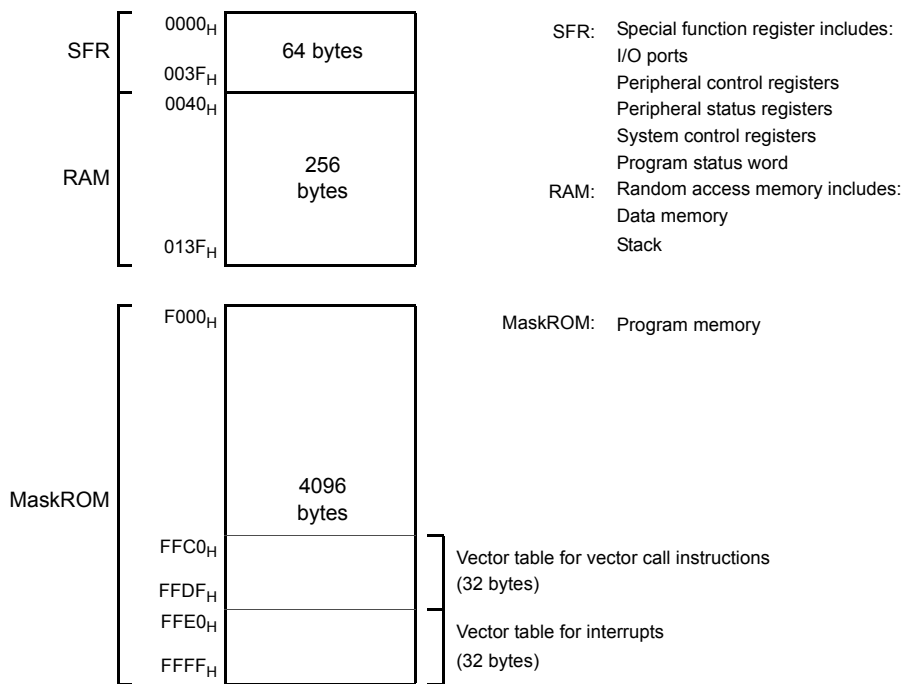 SFR
0000H
003FH
64 bytes
RAM
0040H
013FH
256
bytes
SFR: Special function register includes:
I/O ports
Peripheral control registers
Peripheral status registers
System control registers
Program status word
RAM: Random access memory includes:
Data memory
Stack
MaskROM
F000H
4096
bytes
FFC0H
FFDFH
FFE0H
FFFFH
MaskROM: Program memory
Vector table for vector call instructions
(32 bytes)
Vector table for interrupts
(32 bytes)